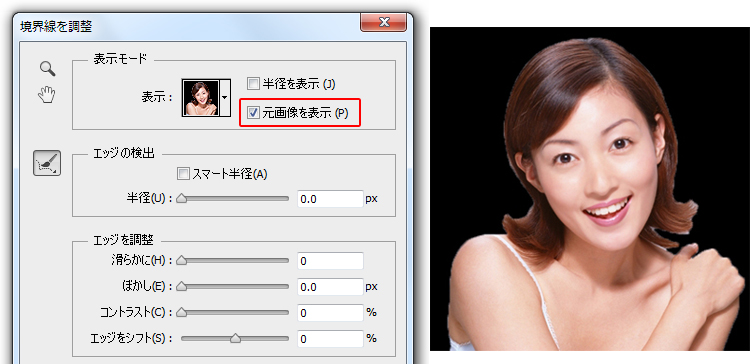 境界線を調整
表示モード
表示：
半径を表示 (J)
元画像を表示 (P)
エッジの検出
スマート半径(A)
半径(U)： 0.0 px
エッジを調整
滑らかに(H)： 0
ぼかし(E)： 0.0 px
コントラスト(C)： 0 %
エッジをシフト(S)： 0 %